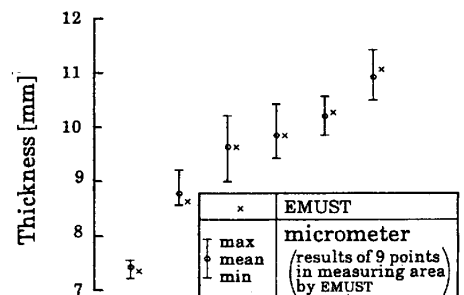 12
11
10
9
8
7
Thickness [mm]
× EMUST
max
mean
min
micrometer
(results of 9 points
in measuring area
by EMUST)